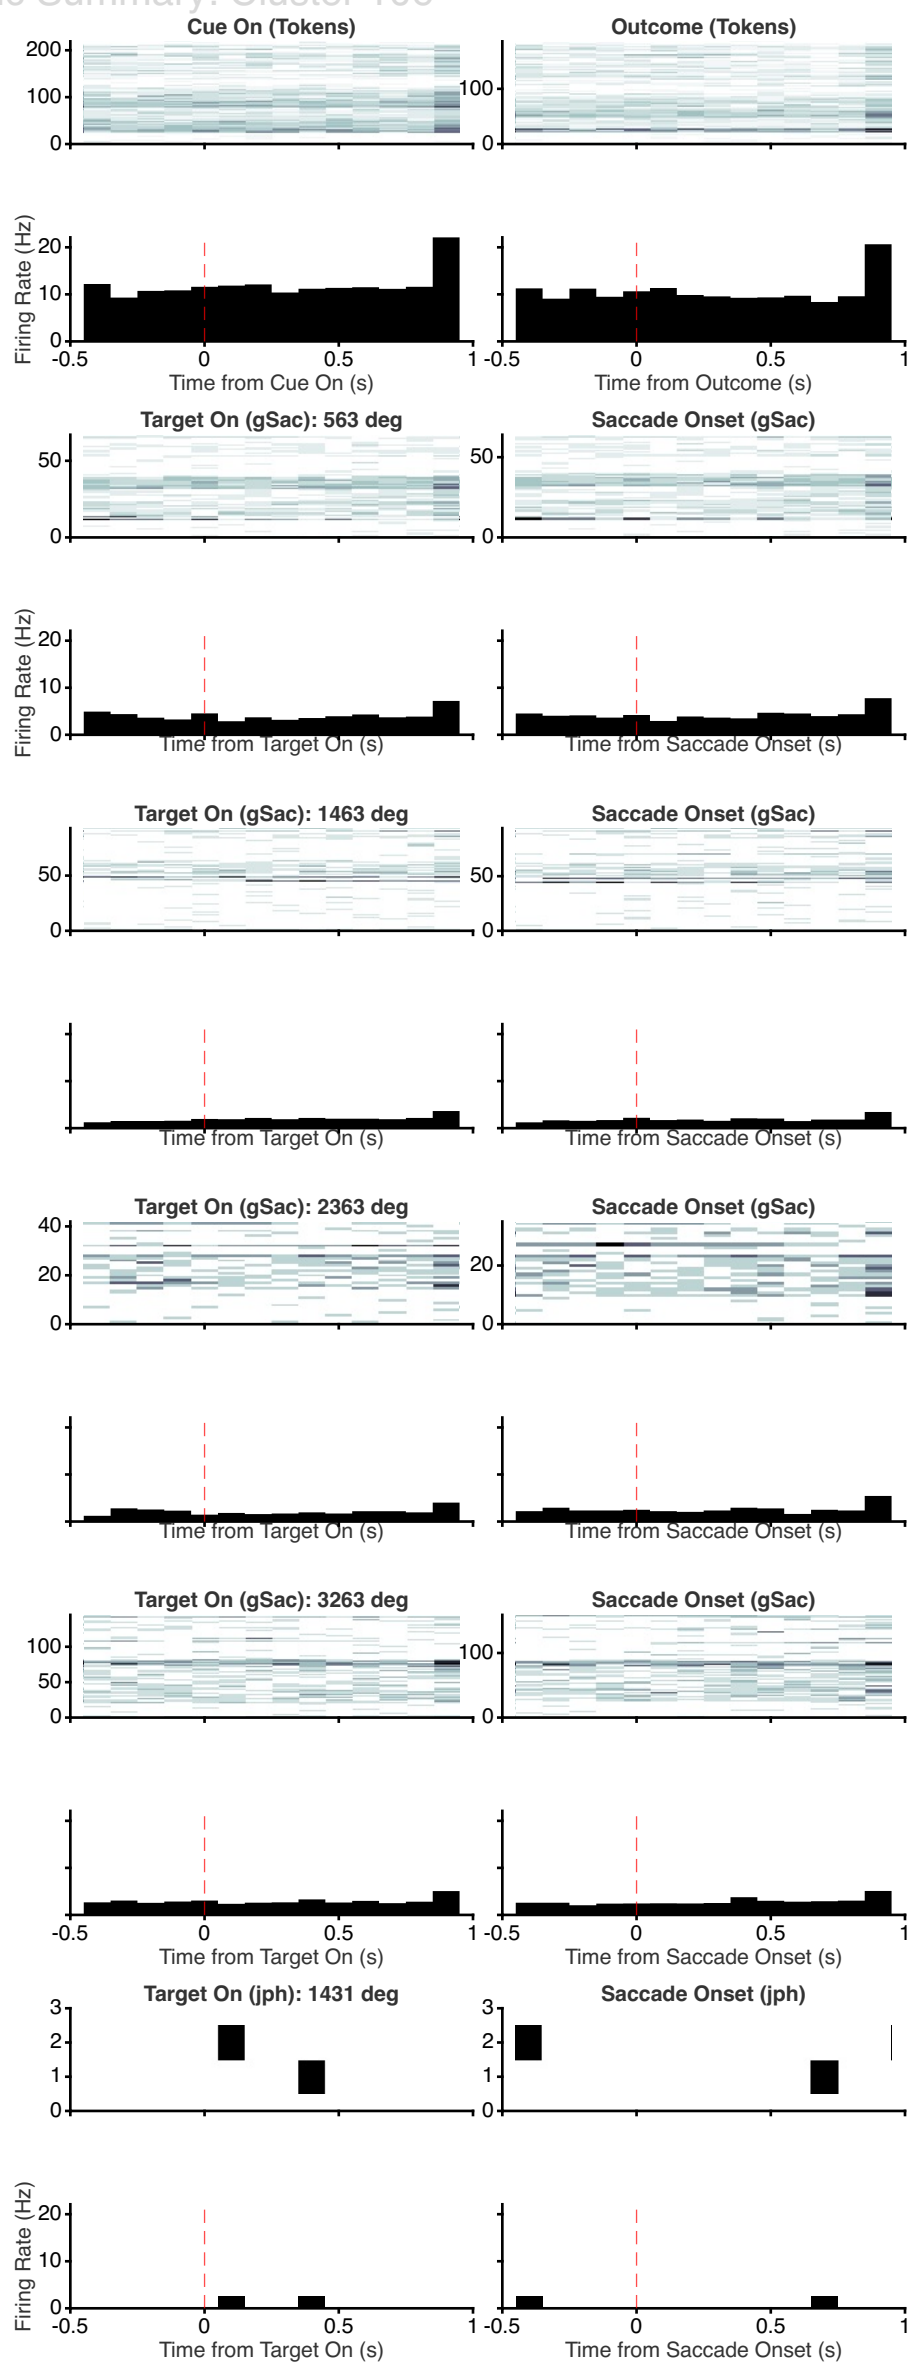 Summary: Cluster
Cue On (Tokens) Outcome (Tokens)
200
100
0
100
0
Firing Rate (Hz)
20
10
0
-0.5 0 0.5 1
-0.5 0 0.5 1
Time from Cue On (s) Time from Outcome (s)
Target On (gSac): 563 deg Saccade Onset (gSac)
50
0
50
0
Firing Rate (Hz)
20
10
0
Time from Target On (s) Time from Saccade Onset (s)
Target On (gSac): 1463 deg Saccade Onset (gSac)
50
0
50
0
Time from Target On (s) Time from Saccade Onset (s)
Target On (gSac): 2363 deg Saccade Onset (gSac)
40
20
0
20
0
Time from Target On (s) Time from Saccade Onset (s)
Target On (gSac): 3263 deg Saccade Onset (gSac)
100
50
0
100
0
-0.5 0 0.5 1
-0.5 0 0.5 1
Time from Target On (s) Time from Saccade Onset (s)
Target On (jph): 1431 deg Saccade Onset (jph)
3
2
1
0
3
2
1
0
Firing Rate (Hz)
20
10
0
-0.5 0 0.5 1
-0.5 0 0.5 1
Time from Target On (s) Time from Saccade Onset (s)